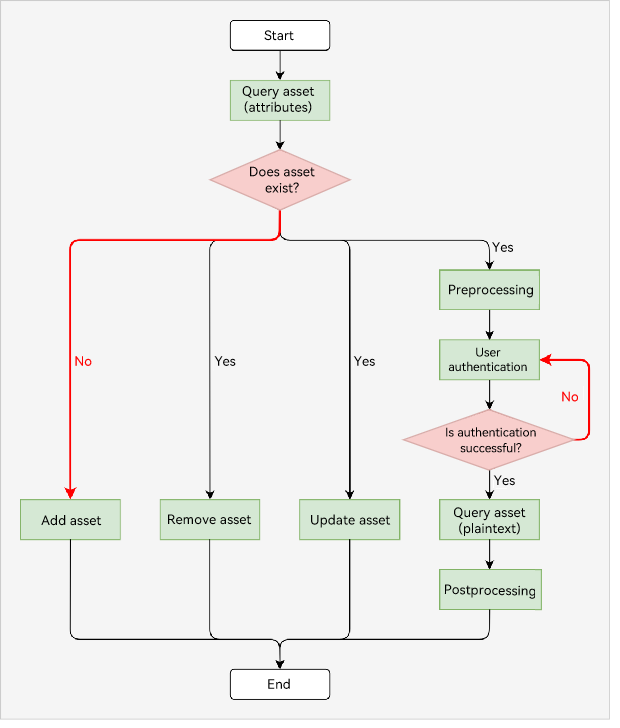 Start
Query asset
(attributes)
Does asset
exist?
Yes
Preprocessing
User
authentication
No
Yes
Yes
No
Is authentication
successful?
Yes
Add asset
Remove asset
Update asset
Query asset
(plaintext)
Postprocessing
End